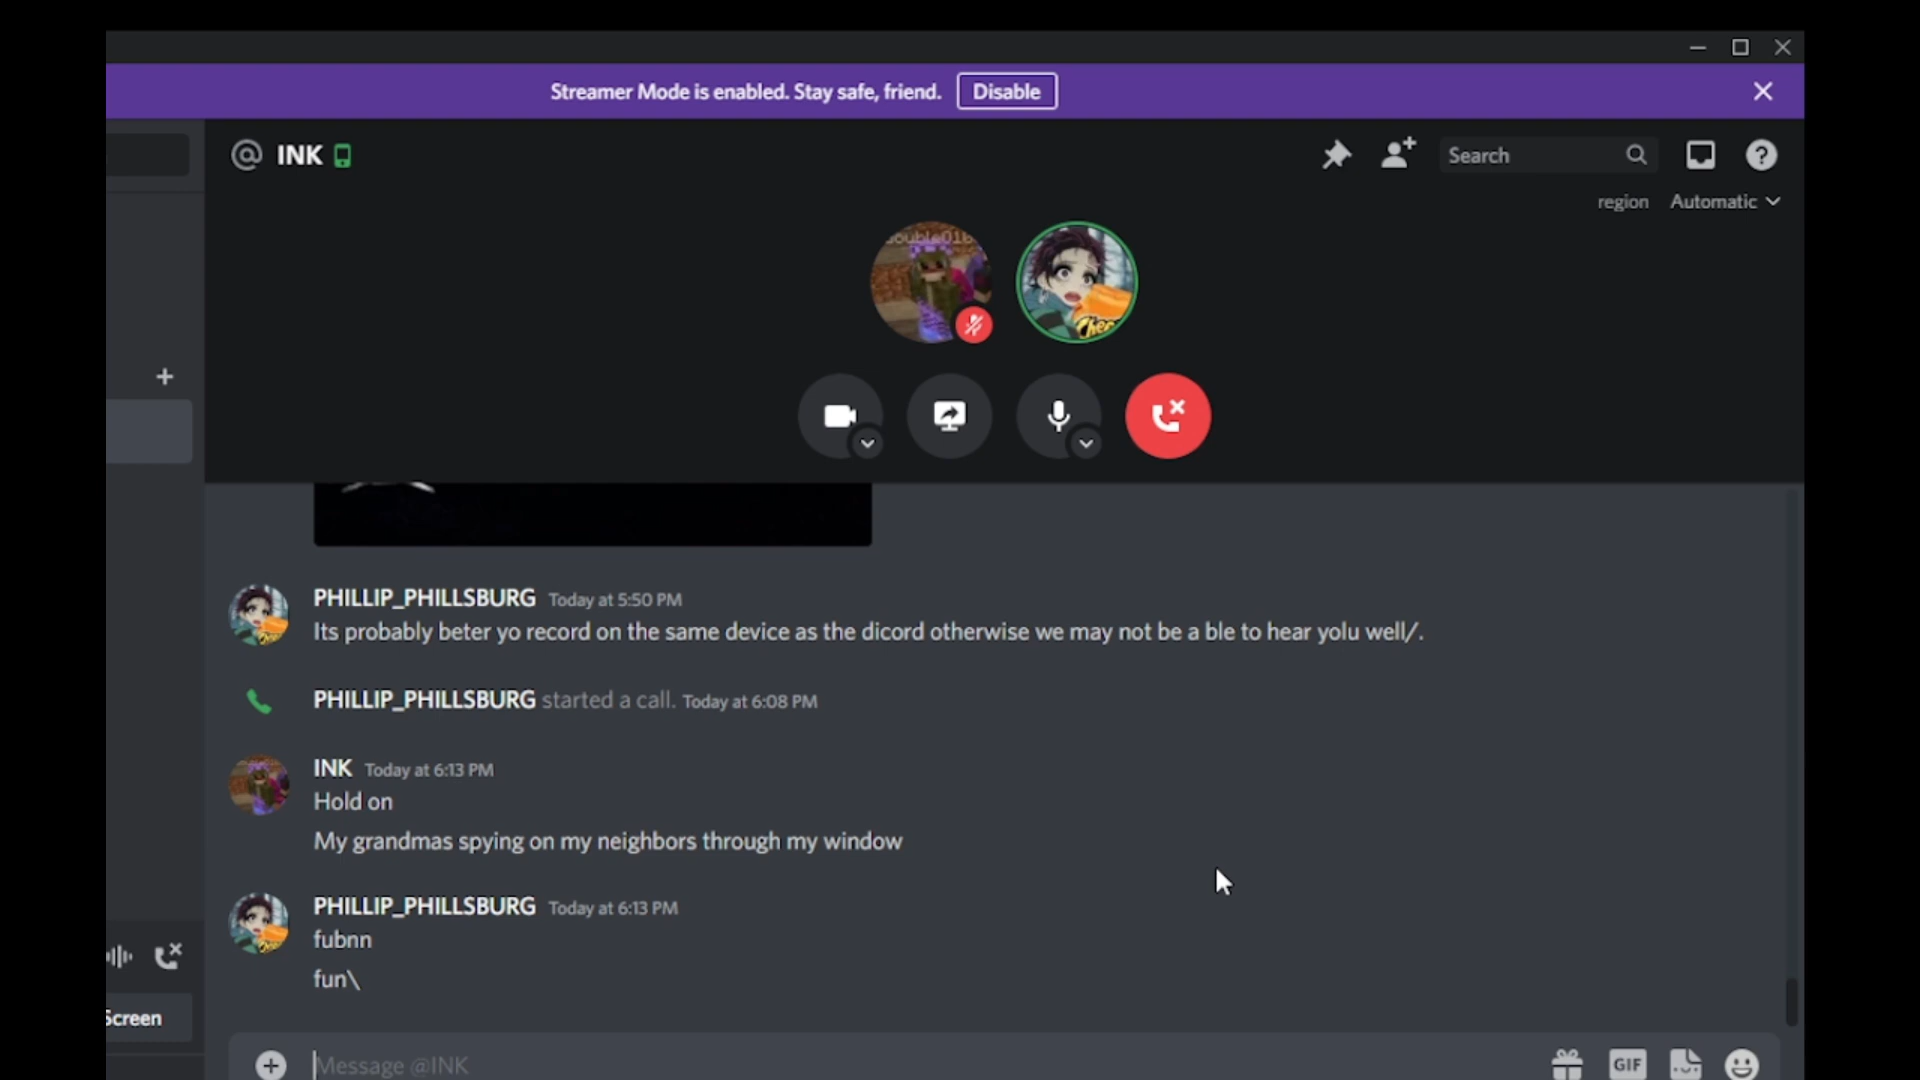 Streamer Mode is enabled. Stay safe, friend. Disable
INK
Search
region Automatic
PHILLIP_PHILLSBURG Today at 5:50 PM
Its probably beter yo record on the same device as the dicord otherwise we may not be a ble to hear yolu well/.
PHILLIP_PHILLSBURG started a call. Today at 6:08 PM
INK Today at 6:13 PM
Hold on
My grandmas spying on my neighbors through my window
PHILLIP_PHILLSBURG Today at 6:13 PM
fubnn
fun\
Screen
Message @INK
GIF